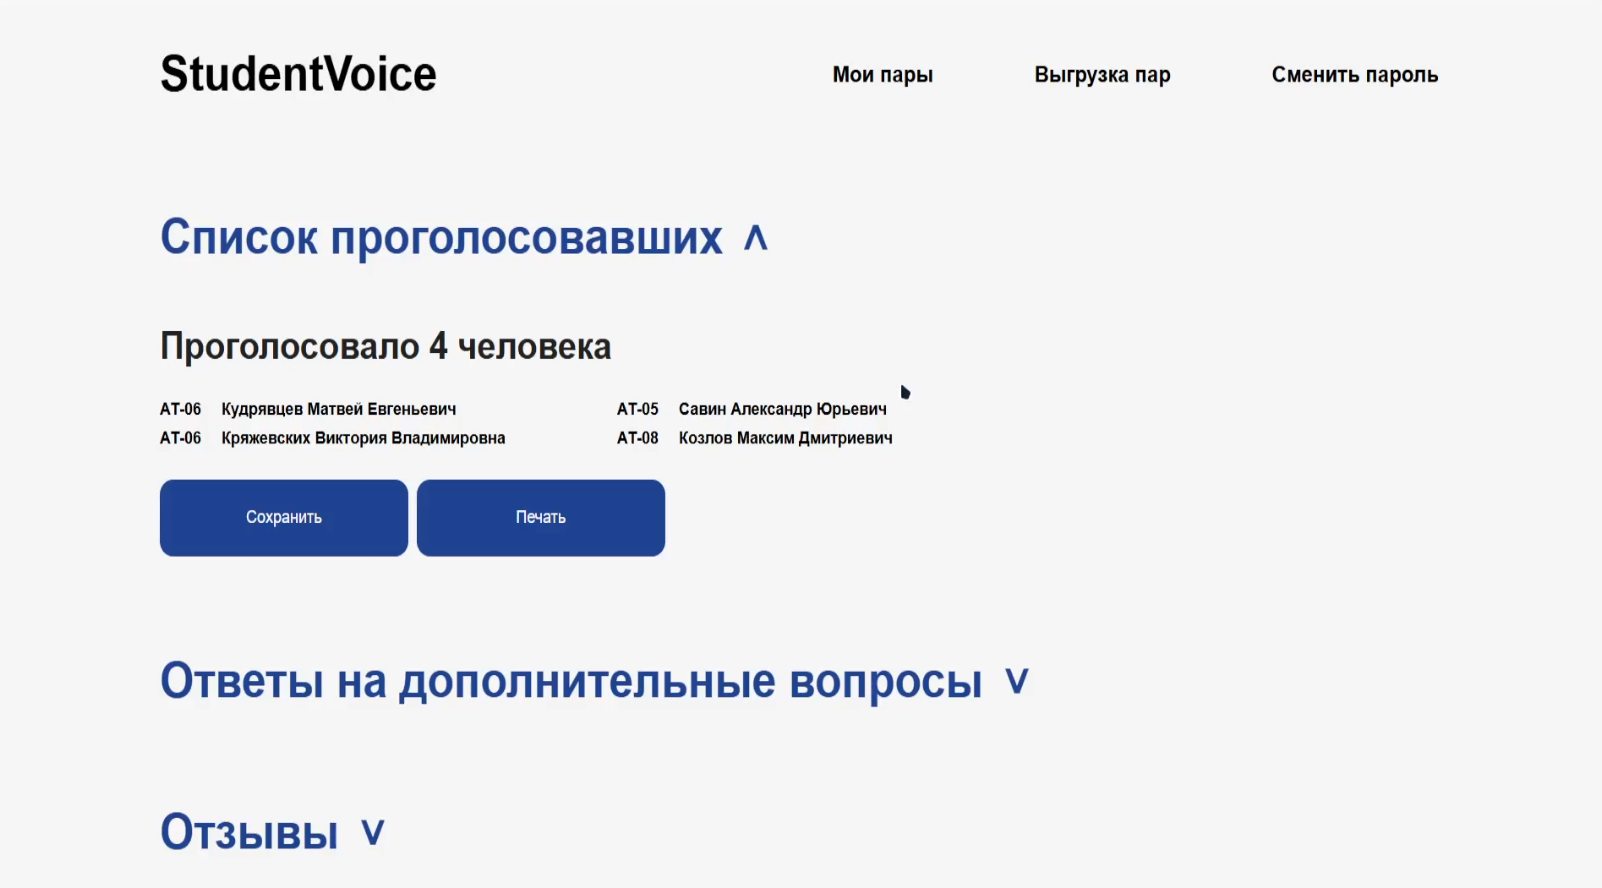 StudentVoice
Мои пары
Выгрузка пар
Сменить пароль
Список проголосовавших ˄
Проголосовало 4 человека
АТ-06 Кудрявцев Матвей Евгеньевич
АТ-06 Кряжевских Виктория Владимировна
АТ-05 Савин Александр Юрьевич
АТ-08 Козлов Максим Дмитриевич
Сохранить
Печать
Ответы на дополнительные вопросы ˅
Отзывы ˅